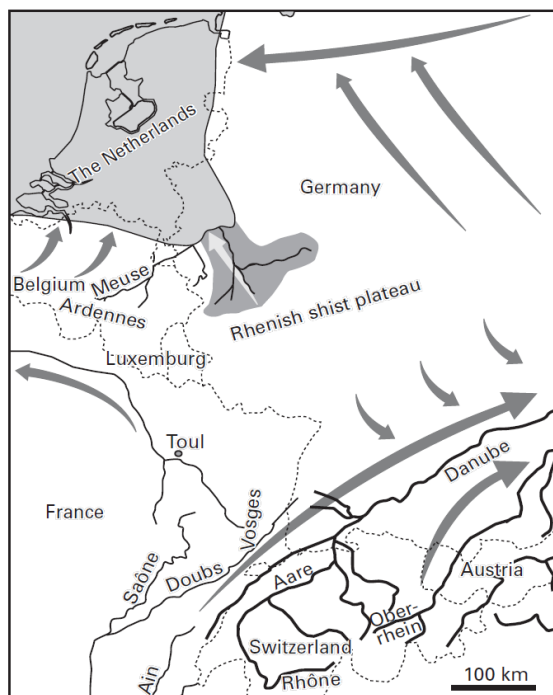 The Netherlands
Germany
Belgium
Meuse
Ardennes
Rhenish shist plateau
Luxemburg
Toul
Danube
France
Vosges
Saône
Doubs
Aare
Austria
Ober-
rhein
Switzerland
Ain
Rhône
100 km